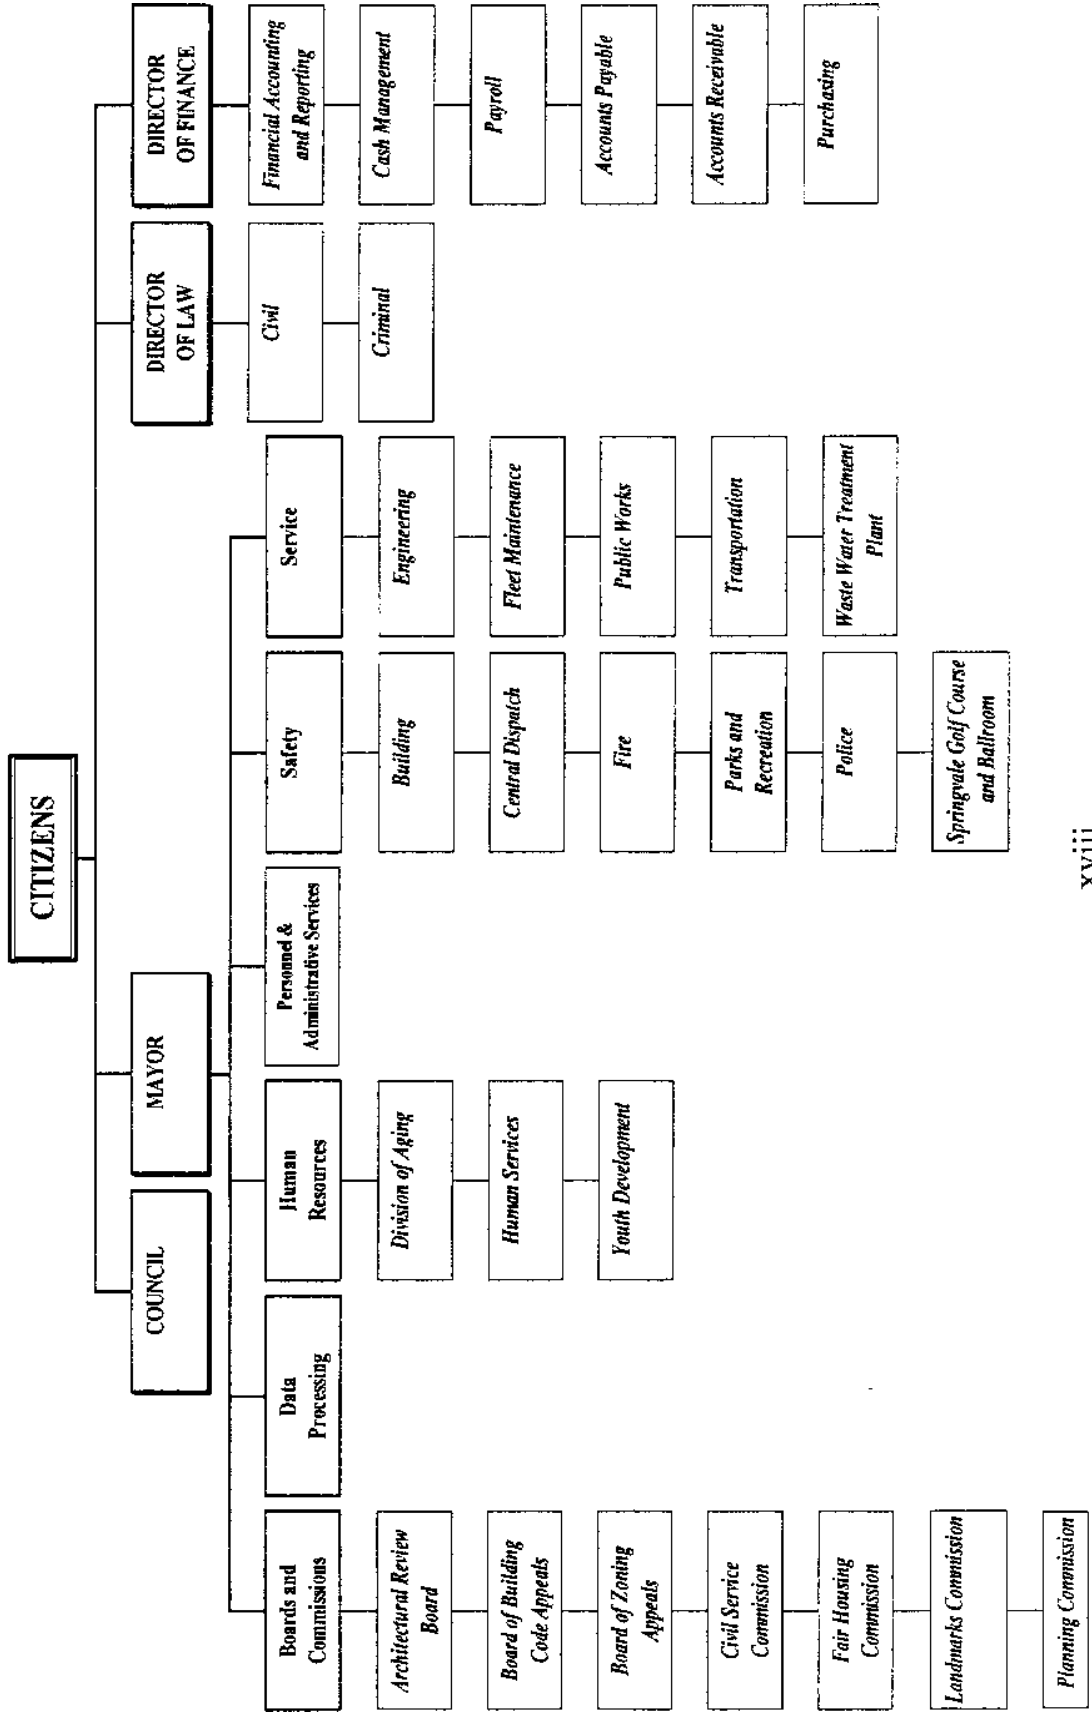 CITIZENS
COUNCIL
MAYOR
DIRECTOR
OF LAW
DIRECTOR
OF FINANCE
Boards and
Commissions
Architectural Review
Board
Board of Building
Code Appeals
Board of Zoning
Appeals
Civil Service
Commission
Fair Housing
Commission
Landmarks Commission
Planning Commission
Data
Processing
Human
Resources
Division of Aging
Human Services
Youth Development
Personnel &
Administrative Services
Safety
Building
Central Dispatch
Fire
Parks and
Recreation
Police
Springvale Golf Course
and Ballroom
Service
Engineering
Fleet Maintenance
Public Works
Transportation
Waste Water Treatment
Plant
Civil
Criminal
Financial Accounting
and Reporting
Cash Management
Payroll
Accounts Payable
Accounts Receivable
Purchasing
xviii